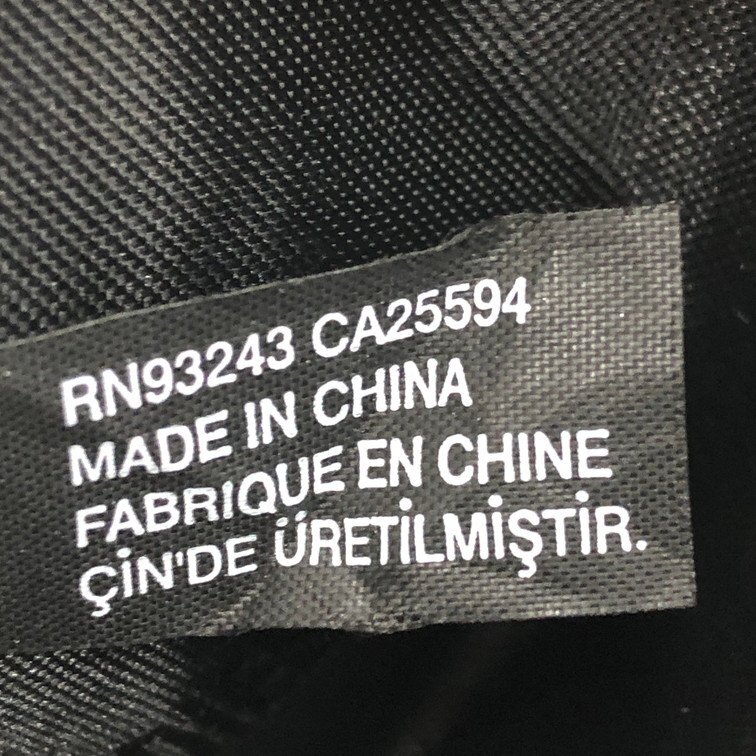 RN93243 CA25594
MADE IN CHINA
FABRIQUE EN CHINE
ÇİN'DE ÜRETİLMİŞTİR.